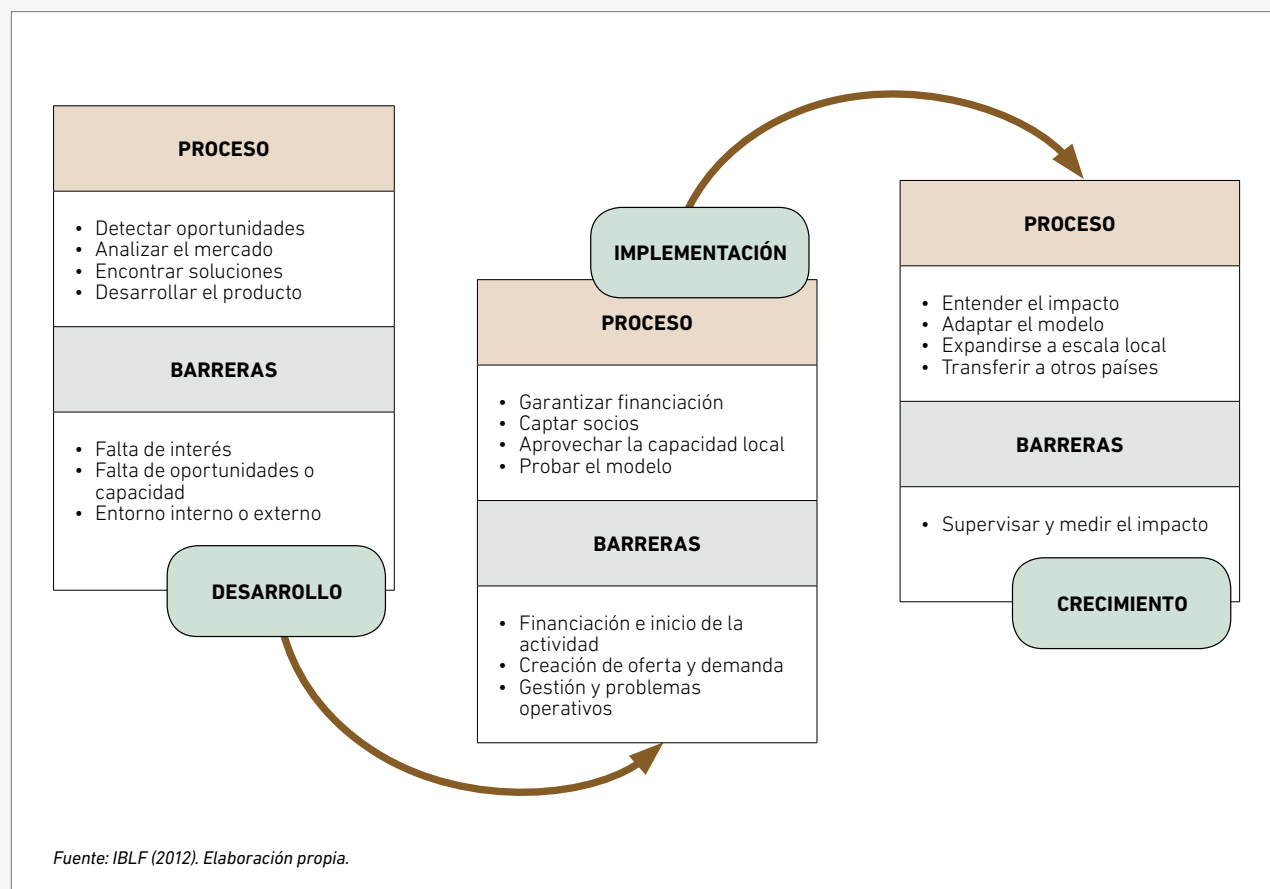 PROCESO
• Detectar oportunidades
• Analizar el mercado
• Encontrar soluciones
• Desarrollar el producto
BARRERAS
• Falta de interés
• Falta de oportunidades o
capacidad
• Entorno interno o externo
DESARROLLO
IMPLEMENTACIÓN
PROCESO
• Garantizar financiación
• Captar socios
• Aprovechar la capacidad local
• Probar el modelo
BARRERAS
• Financiación e inicio de la
actividad
• Creación de oferta y demanda
• Gestión y problemas
operativos
PROCESO
• Entender el impacto
• Adaptar el modelo
• Expandirse a escala local
• Transferir a otros países
BARRERAS
• Supervisar y medir el impacto
CRECIMIENTO
Fuente: IBLF (2012). Elaboración propia.